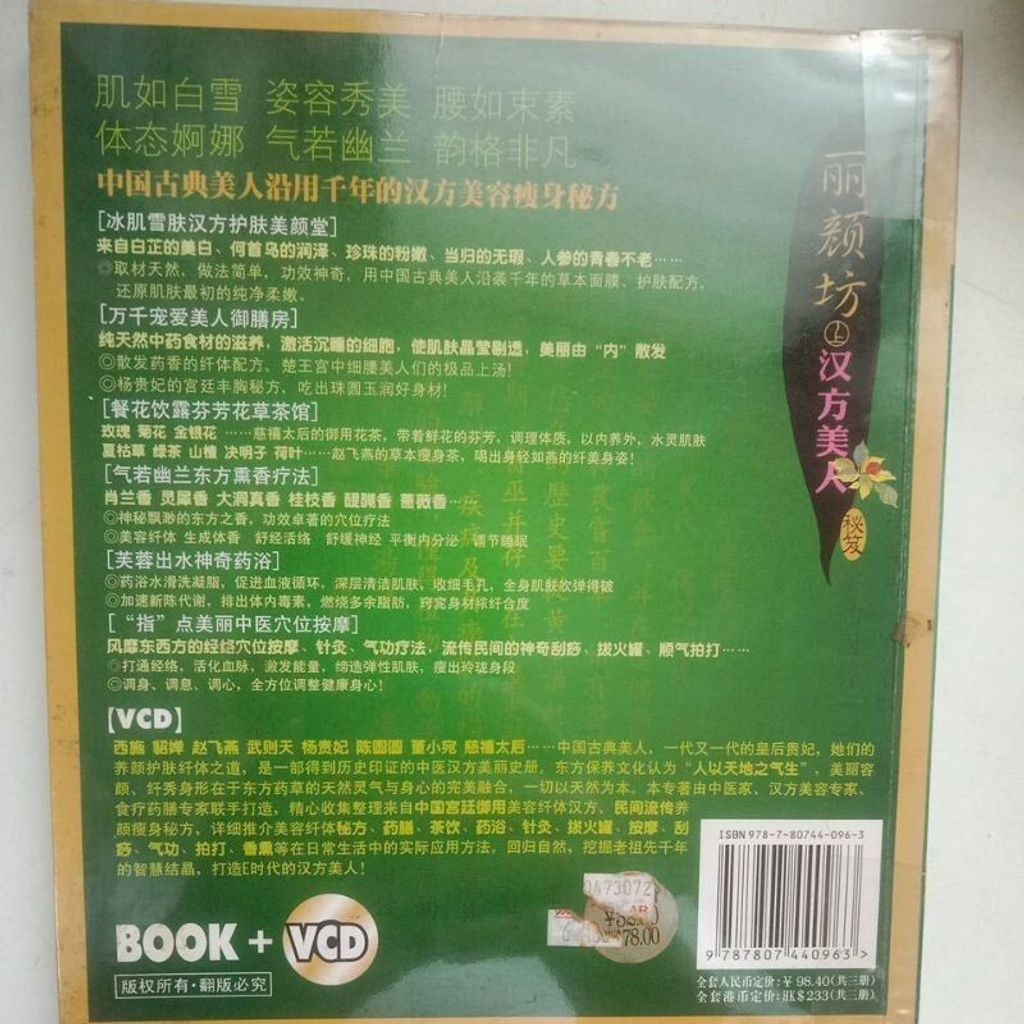 肌如白雪 姿容秀美 腰如束素
体态婀娜 气若幽兰 韵格非凡
中国古典美人沿用千年的汉方美容瘦身秘方
[冰肌雪肤汉方护肤美颜堂]
来自白芷的美白、何首乌的润泽、珍珠的粉嫩、当归的无瑕、人参的青春不老……
◎取材天然，做法简单，功效神奇，用中国古典美人沿袭千年的草本面膜、护肤配方，
还原肌肤最初的纯净柔嫩。
[万千宠爱美人御膳房]
纯天然中药食材的滋养，激活沉睡的细胞，使肌肤晶莹剔透，美丽由“内”散发
◎散发药香的纤体配方，楚王宫中细腰美人们的极品上汤！
◎杨贵妃的宫廷丰胸秘方，吃出珠圆玉润好身材！
[餐花饮露芬芳花草茶馆]
玫瑰 菊花 金银花 ……慈禧太后的御用花茶，带着鲜花的芬芳，调理体质，以内养外，水灵肌肤
夏枯草 绿茶 山楂 决明子 荷叶……赵飞燕的草本瘦身茶，喝出身轻如燕的纤美身姿！
[气若幽兰东方熏香疗法]
肖兰香 灵犀香 大洞真香 桂枝香 醍醐香 蔷薇香…
◎神秘飘渺的东方之香，功效卓著的穴位疗法
◎美容纤体 生成体香 舒经活络 舒缓神经 平衡内分泌 调节睡眠
[芙蓉出水神奇药浴]
◎药浴水滑洗凝脂，促进血液循环，深层清洁肌肤，收细毛孔，全身肌肤吹弹得破
◎加速新陈代谢，排出体内毒素，燃烧多余脂肪，窍窕身材秾纤合度
[“指”点美丽中医穴位按摩]
风靡东西方的经络穴位按摩、针灸、气功疗法，流传民间的神奇刮痧、拔火罐、顺气拍打……
◎打通经络，活化血脉，激发能量，缔造弹性肌肤，瘦出玲珑身段
◎调身、调息、调心，全方位调整健康身心！
【VCD】
西施 貂婵 赵飞燕 武则天 杨贵妃 陈圆圆 董小宛 慈禧太后……中国古典美人，一代又一代的皇后贵妃，她们的
养颜护肤纤体之道，是一部得到历史印证的中医汉方美丽史册。东方保养文化认为“人以天地之气生”，美丽容
颜、纤秀身形在于东方药草的天然灵气与身心的完美融合，一切以天然为本。本专著由中医家、汉方美容专家、
食疗药膳专家联手打造，精心收集整理来自中国宫廷御用美容纤体汉方、民间流传养
颜瘦身秘方，详细推介美容纤体秘方、药膳、茶饮、药浴、针灸、拔火罐、按摩、刮
痧、气功、拍打、香熏等在日常生活中的实际应用方法。回归自然，挖掘老祖先千年
的智慧结晶，打造E时代的汉方美人！
BOOK + VCD
版权所有·翻版必究
丽颜坊
上
汉方美人
秘笈
0473072
78.00
ISBN 978-7-80744-096-3
9 787807 440963 >
全套人民币定价：￥98.40(共三册)
全套港币定价：HK$233(共三册)